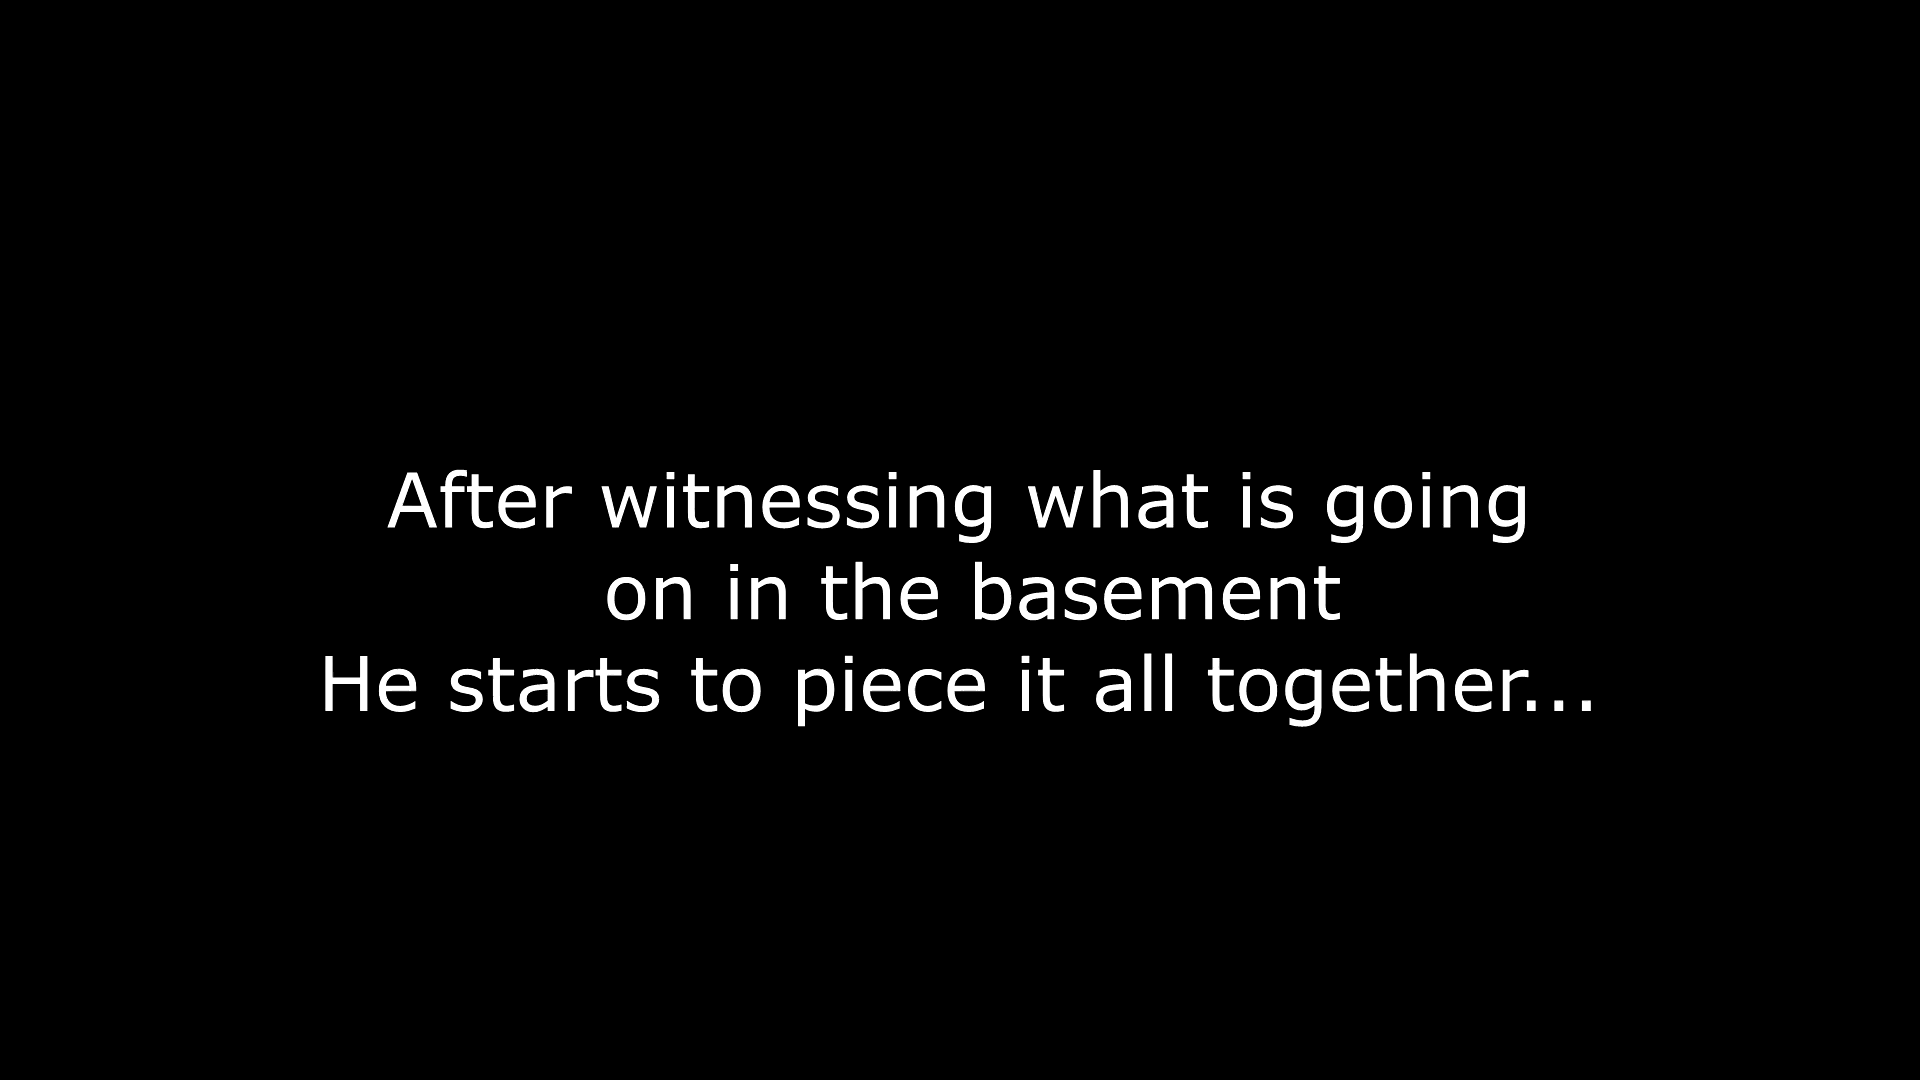 After witnessing what is going
on in the basement
He starts to piece it all together...